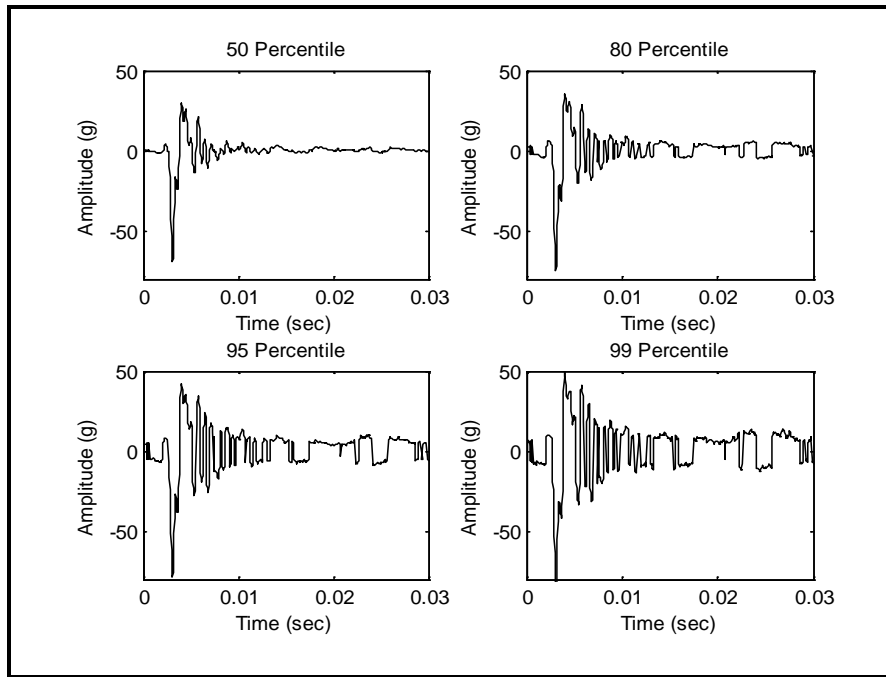 50 Percentile
50
0
-50
Amplitude (g)
0 0.01 0.02 0.03
Time (sec)
80 Percentile
50
0
-50
Amplitude (g)
0 0.01 0.02 0.03
Time (sec)
95 Percentile
50
0
-50
Amplitude (g)
0 0.01 0.02 0.03
Time (sec)
99 Percentile
50
0
-50
Amplitude (g)
0 0.01 0.02 0.03
Time (sec)